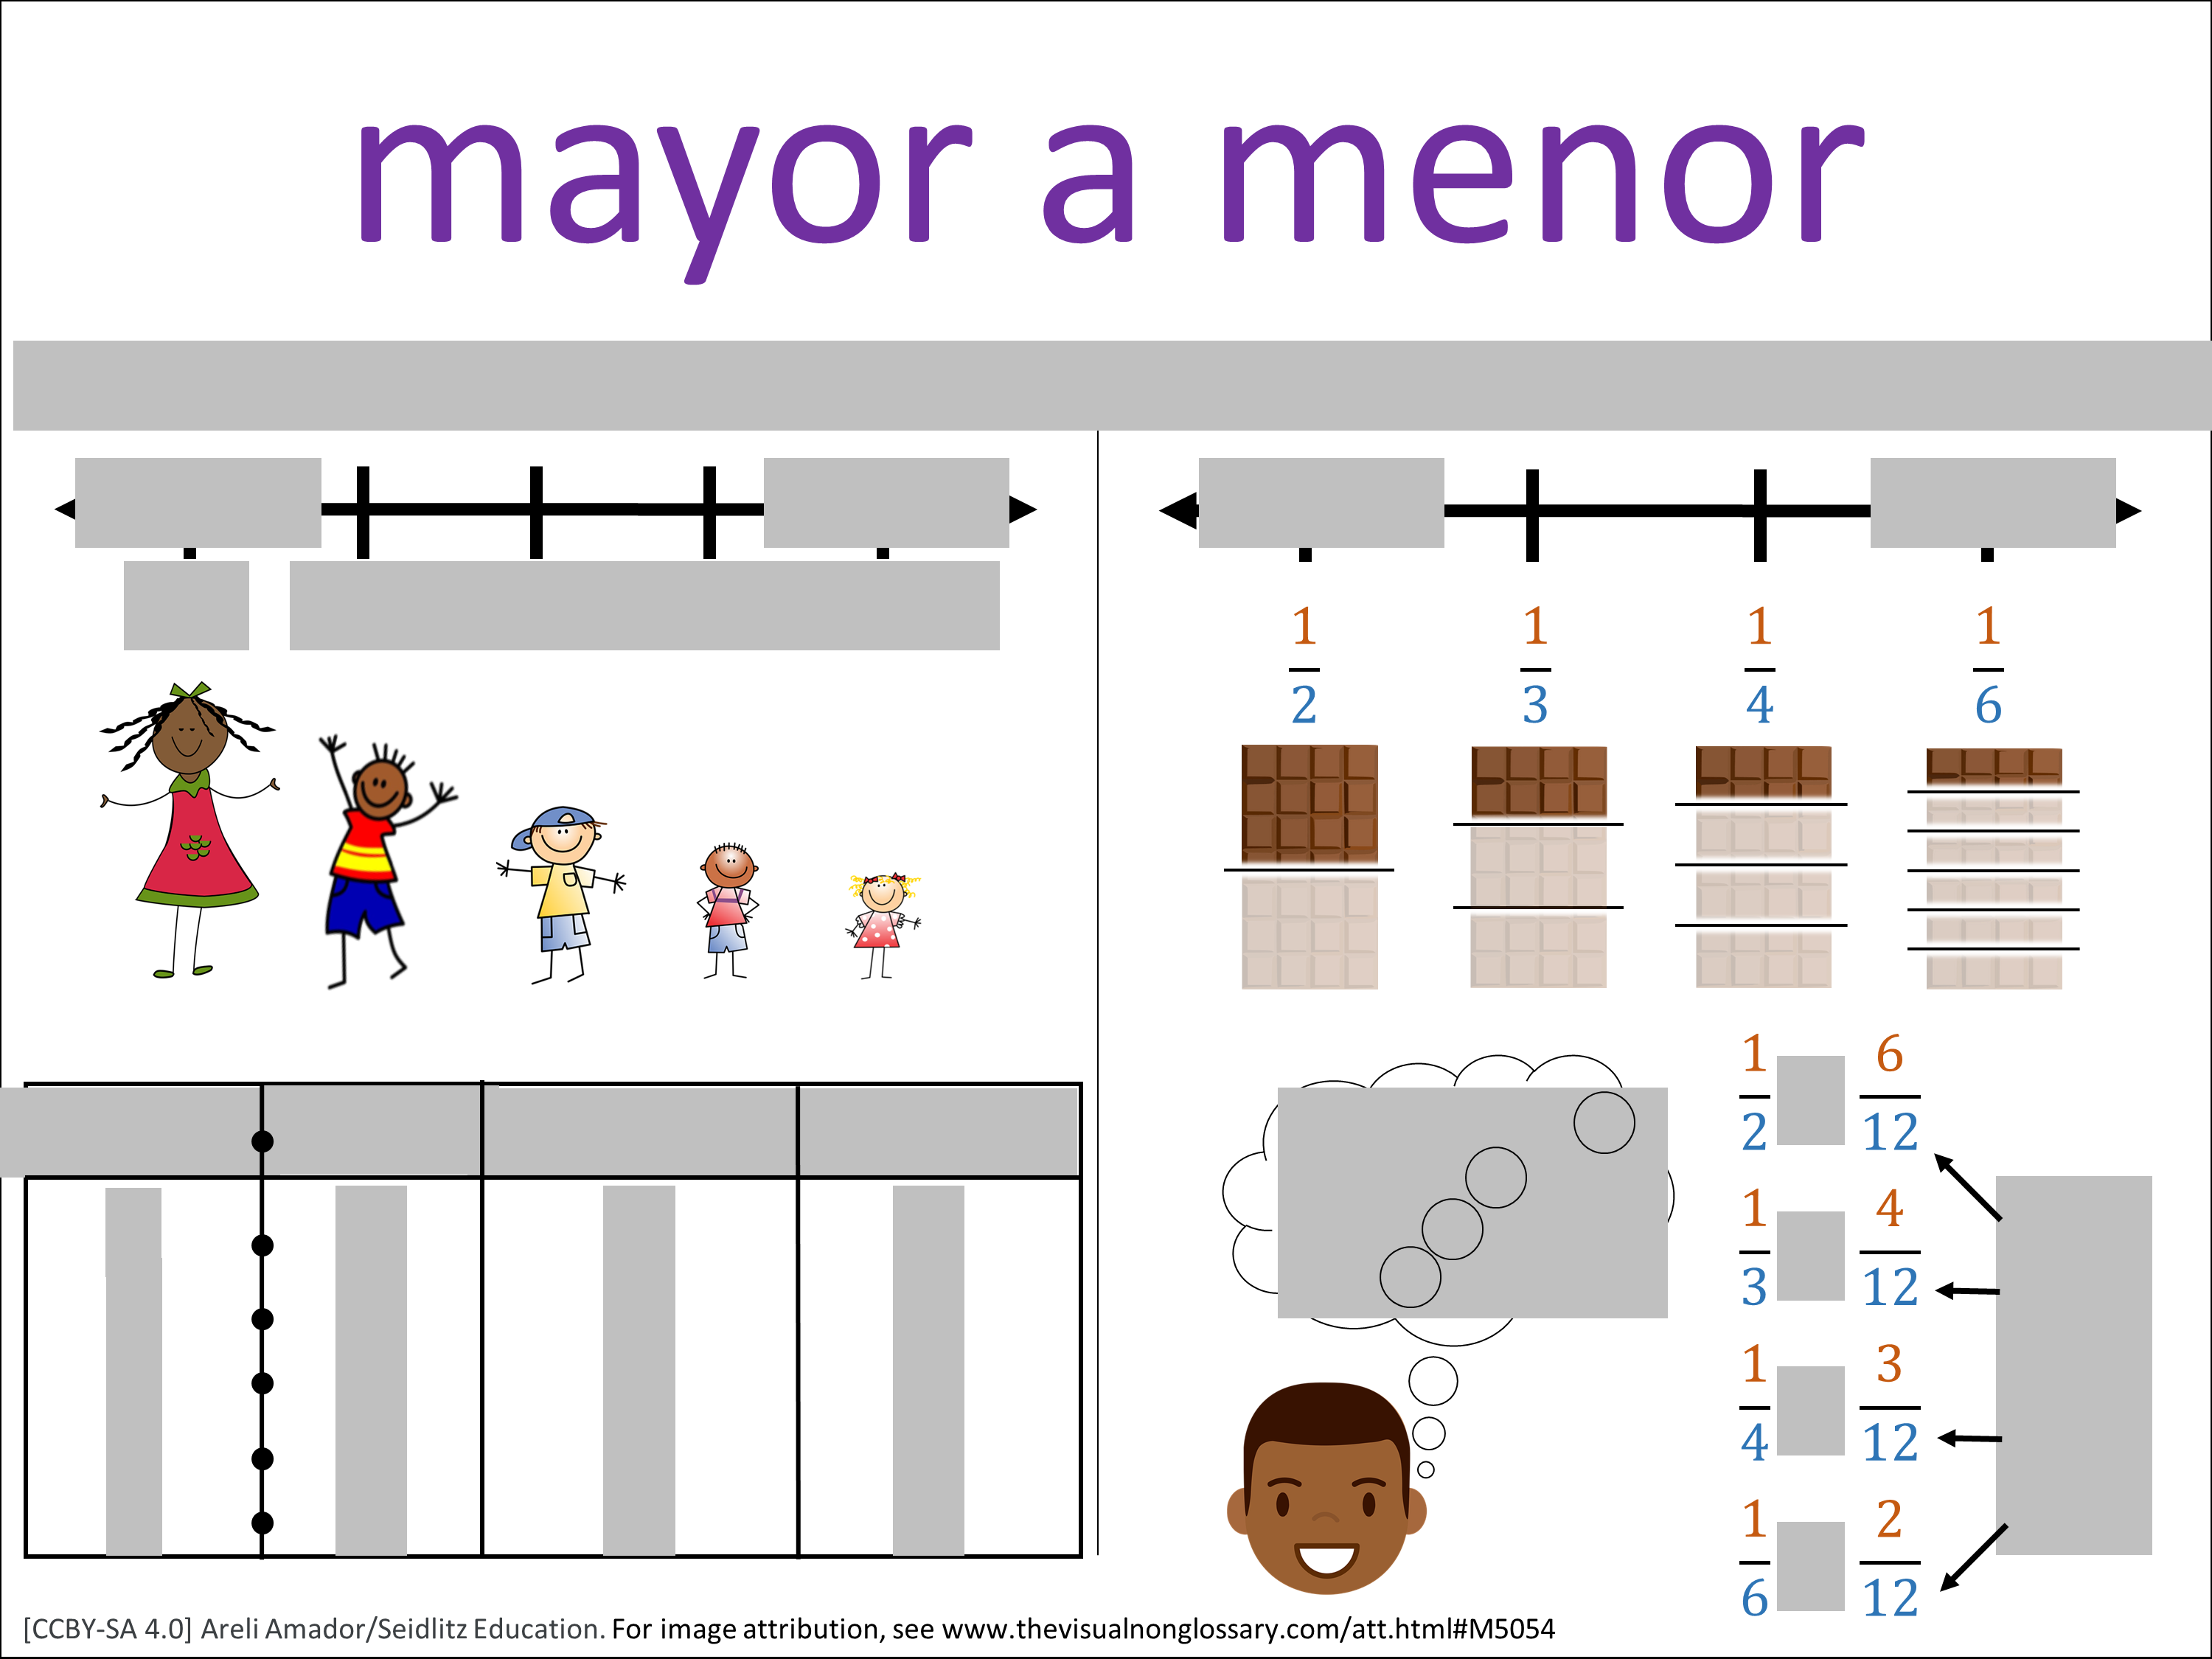 mayor a menor
1 1 1 1
2 3 4 6
1 6
2 12
1 4
3 12
1 3
4 12
1 2
6 12
[CCBY-SA 4.0] Areli Amador/Seidlitz Education. For image attribution, see www.thevisualnonglossary.com/att.html#M5054